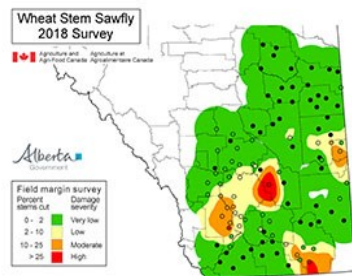 Wheat Stem Sawfly
2018 Survey
Agriculture and Agri-Food Canada
Agriculture et Agroalimentaire Canada
Alberta
Government
Field margin survey
Percent stems cut
Damage severity
0 - 2 Very low
2 - 10 Low
10 - 25 Moderate
> 25 High